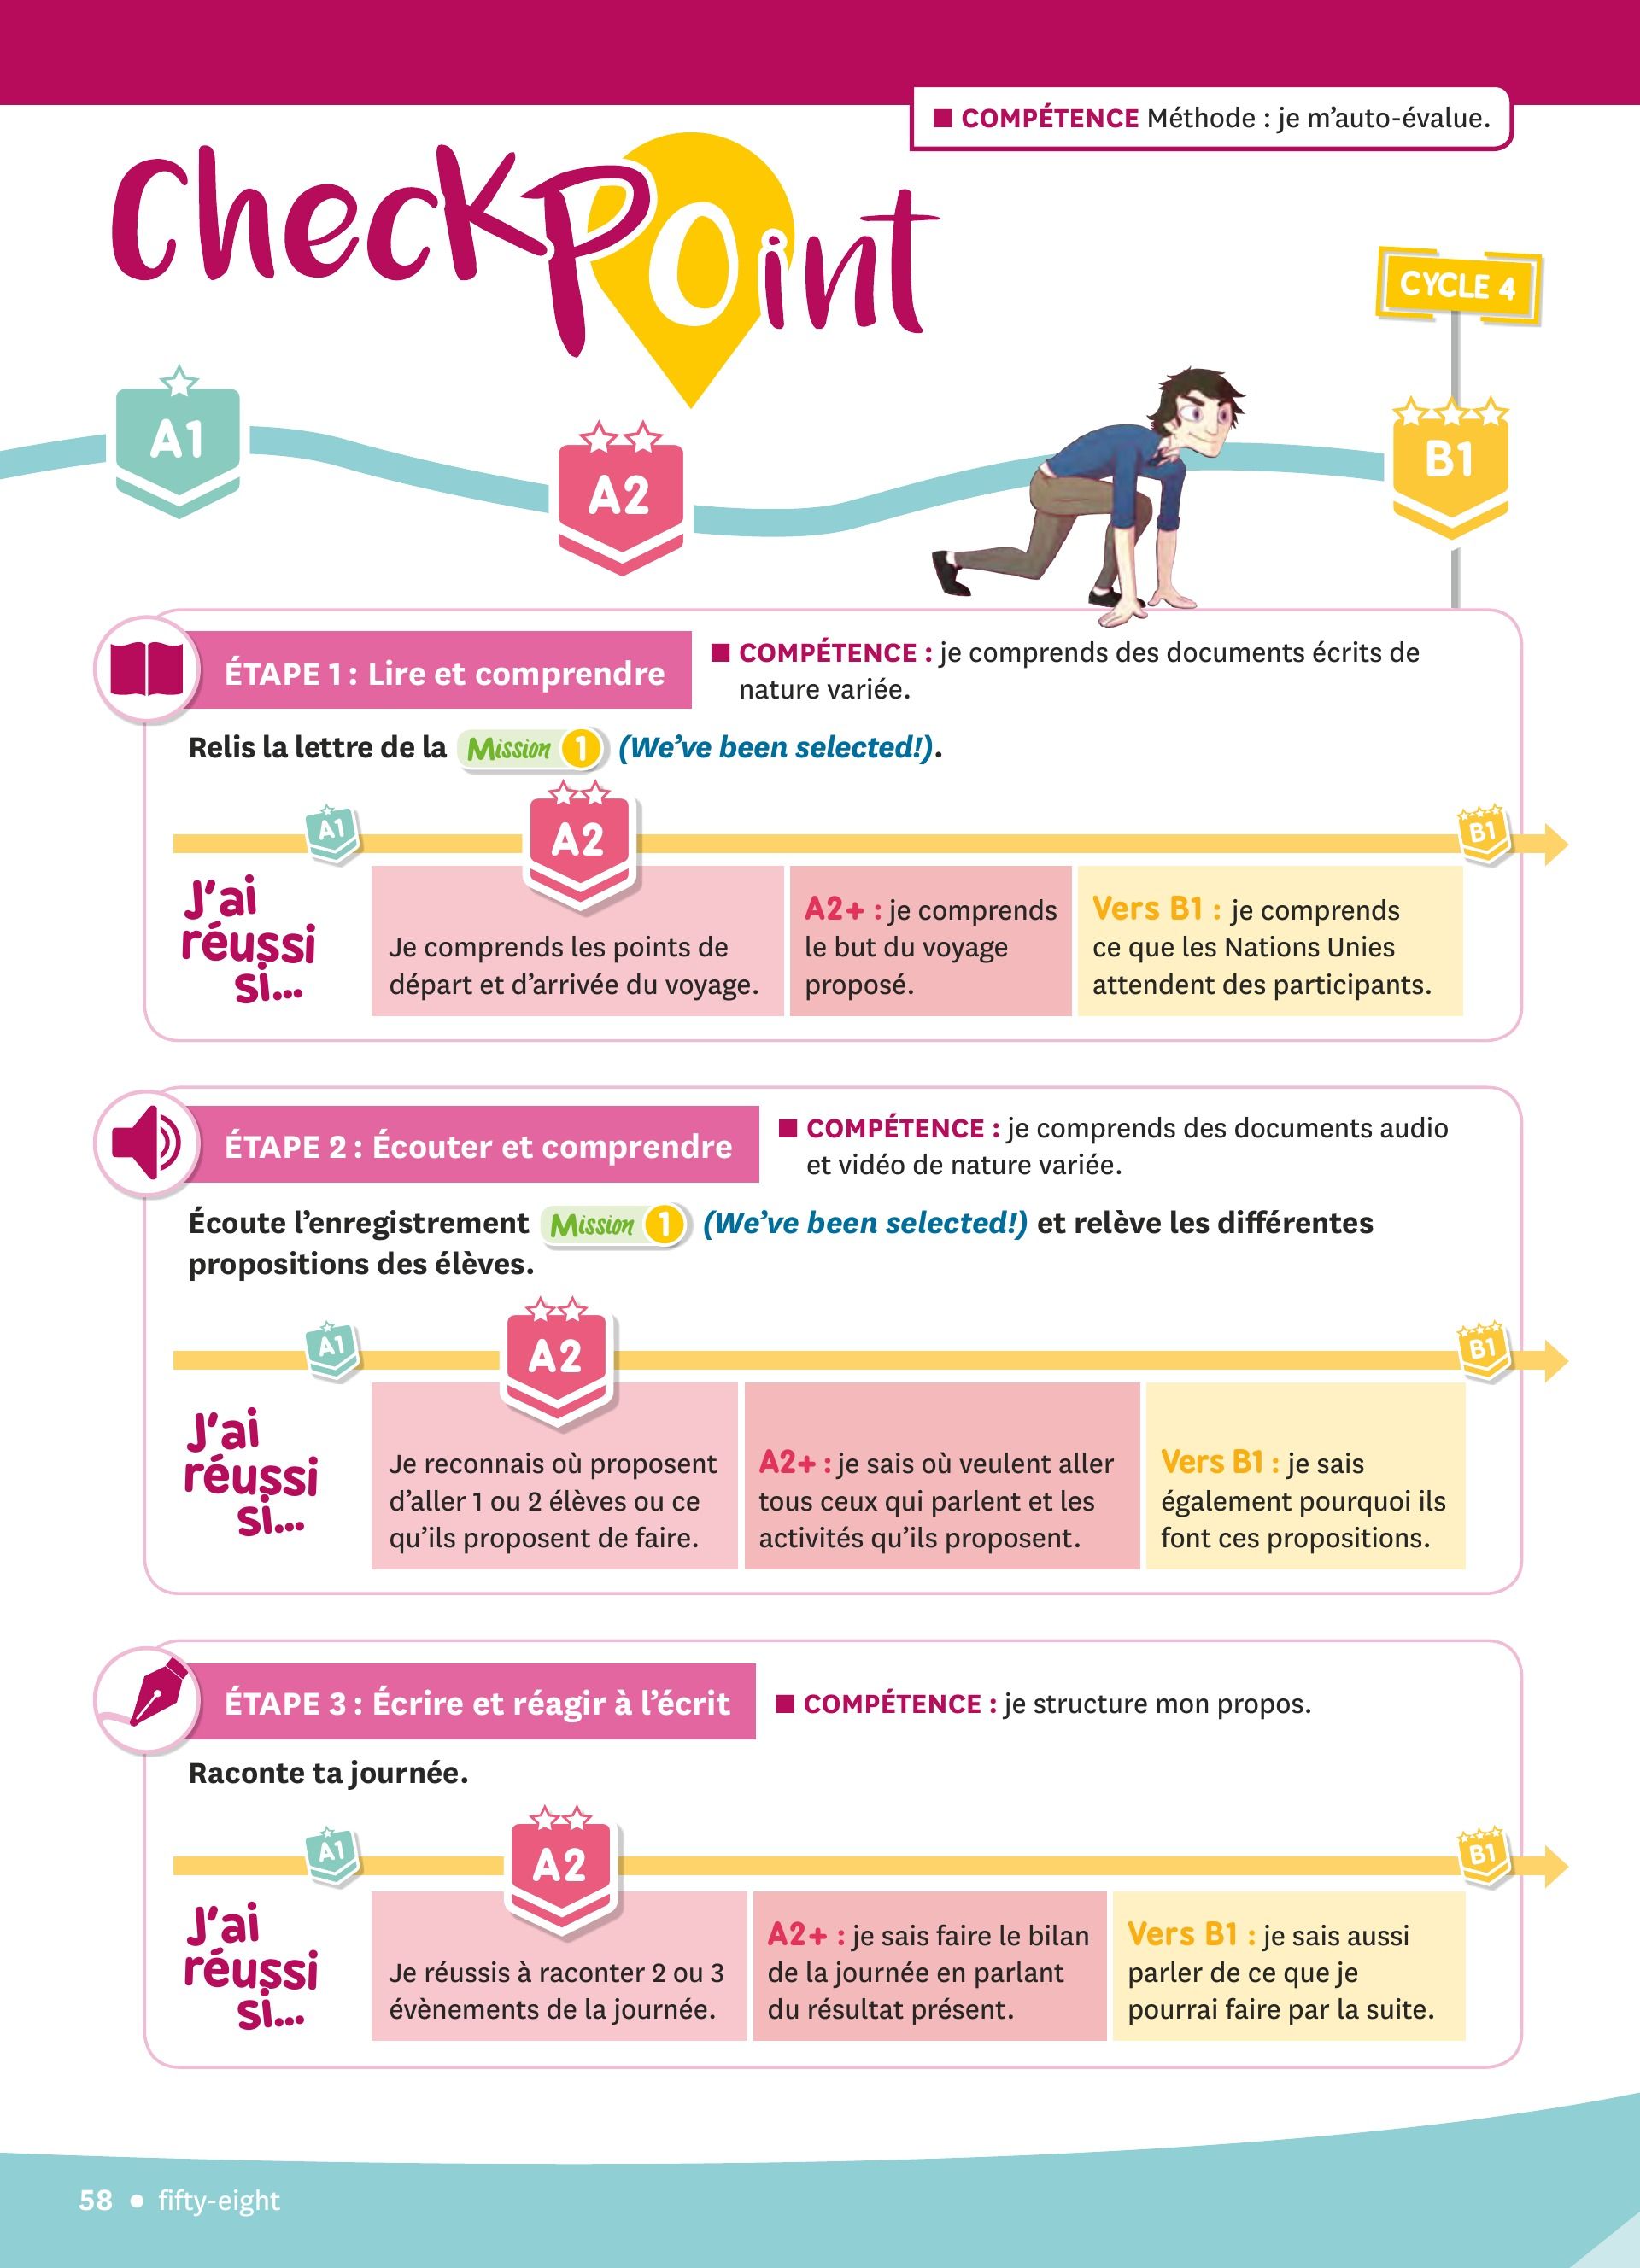 ■ COMPÉTENCE Méthode : je m'auto-évalue.
CheckPoint
CYCLE 4
A1
A2
B1
ÉTAPE 1 : Lire et comprendre
■ COMPÉTENCE : je comprends des documents écrits de
nature variée.
Relis la lettre de la Mission 1 (We've been selected!).
A1
A2
B1
J'ai
réussi
si...
Je comprends les points de
départ et d'arrivée du voyage.
A2+ : je comprends
le but du voyage
proposé.
Vers B1 : je comprends
ce que les Nations Unies
attendent des participants.
ÉTAPE 2 : Écouter et comprendre
■ COMPÉTENCE : je comprends des documents audio
et vidéo de nature variée.
Écoute l'enregistrement Mission 1 (We've been selected!) et relève les différentes
propositions des élèves.
A1
A2
B1
J'ai
réussi
si...
Je reconnais où proposent
d'aller 1 ou 2 élèves ou ce
qu'ils proposent de faire.
A2+ : je sais où veulent aller
tous ceux qui parlent et les
activités qu'ils proposent.
Vers B1 : je sais
également pourquoi ils
font ces propositions.
ÉTAPE 3 : Écrire et réagir à l'écrit
■ COMPÉTENCE : je structure mon propos.
Raconte ta journée.
A1
A2
B1
J'ai
réussi
si...
Je réussis à raconter 2 ou 3
évènements de la journée.
A2+ : je sais faire le bilan
de la journée en parlant
du résultat présent.
Vers B1 : je sais aussi
parler de ce que je
pourrai faire par la suite.
58 • fifty-eight